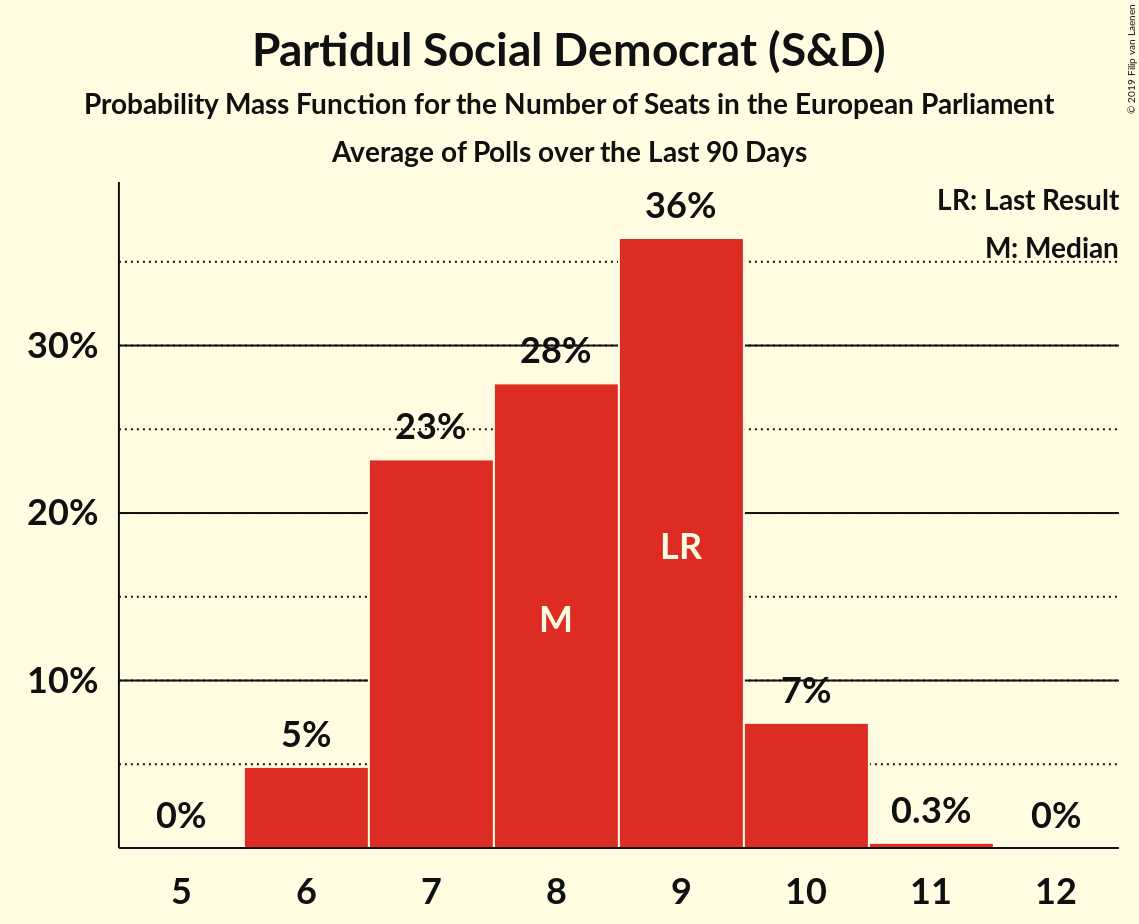 Partidul Social Democrat (S&D)
Probability Mass Function for the Number of Seats in the European Parliament
Average of Polls over the Last 90 Days
© 2019 Filip van Laenen
LR: Last Result
M: Median
36%
30%
28%
23%
20%
LR
M
10%
7%
5%
0%
0.3%
0%
5 6 7 8 9 10 11 12